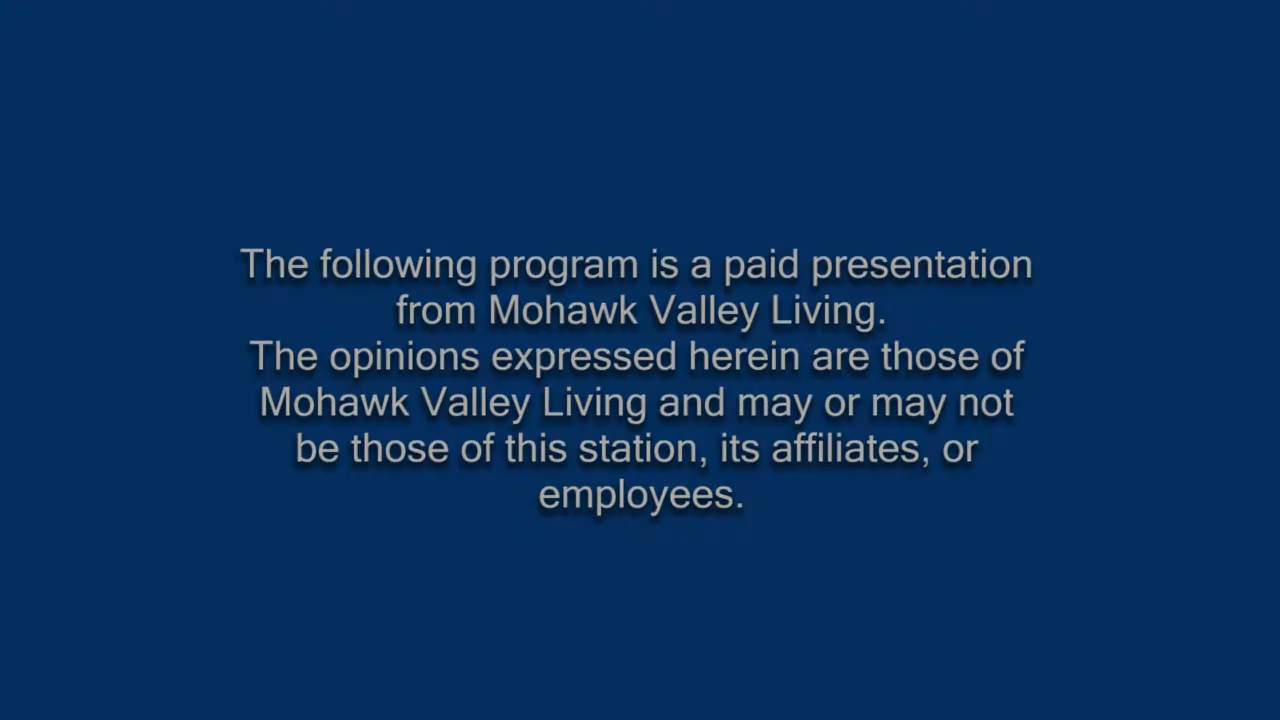 The following program is a paid presentation
from Mohawk Valley Living.
The opinions expressed herein are those of
Mohawk Valley Living and may or may not
be those of this station, its affiliates, or
employees.